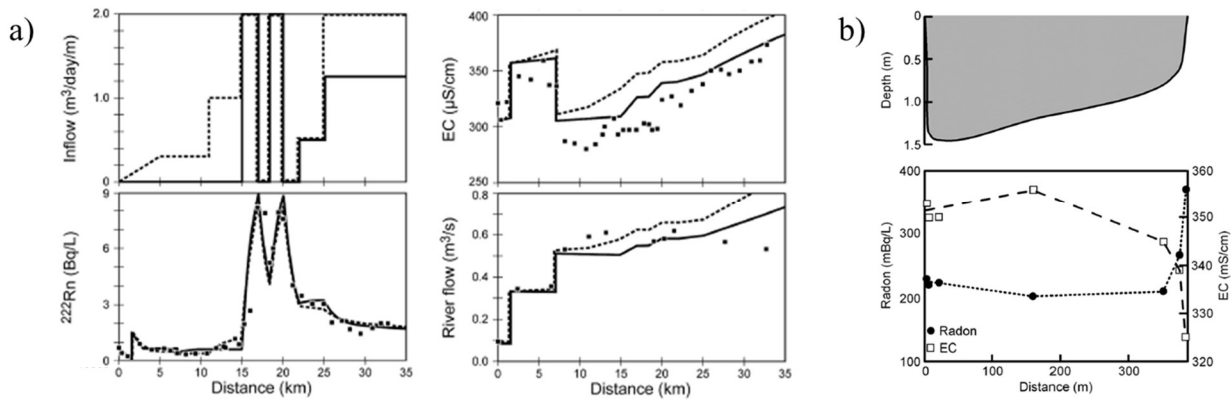 a)
Inflow (m³/day/m)
2.0
1.0
0.0
EC (µS/cm)
400
350
300
250
222Rn (Bq/L)
9
6
3
0
0 5 10 15 20 25 30 35
Distance (km)
River flow (m³/s)
0.8
0.6
0.4
0.2
0.0
0 5 10 15 20 25 30 35
Distance (km)
b)
Depth (m)
0
0.5
1.0
1.5
Radon (mBq/L)
400
300
200
100
360
350
340
330
320
EC (mS/cm)
Radon
EC
0 100 200 300
Distance (m)